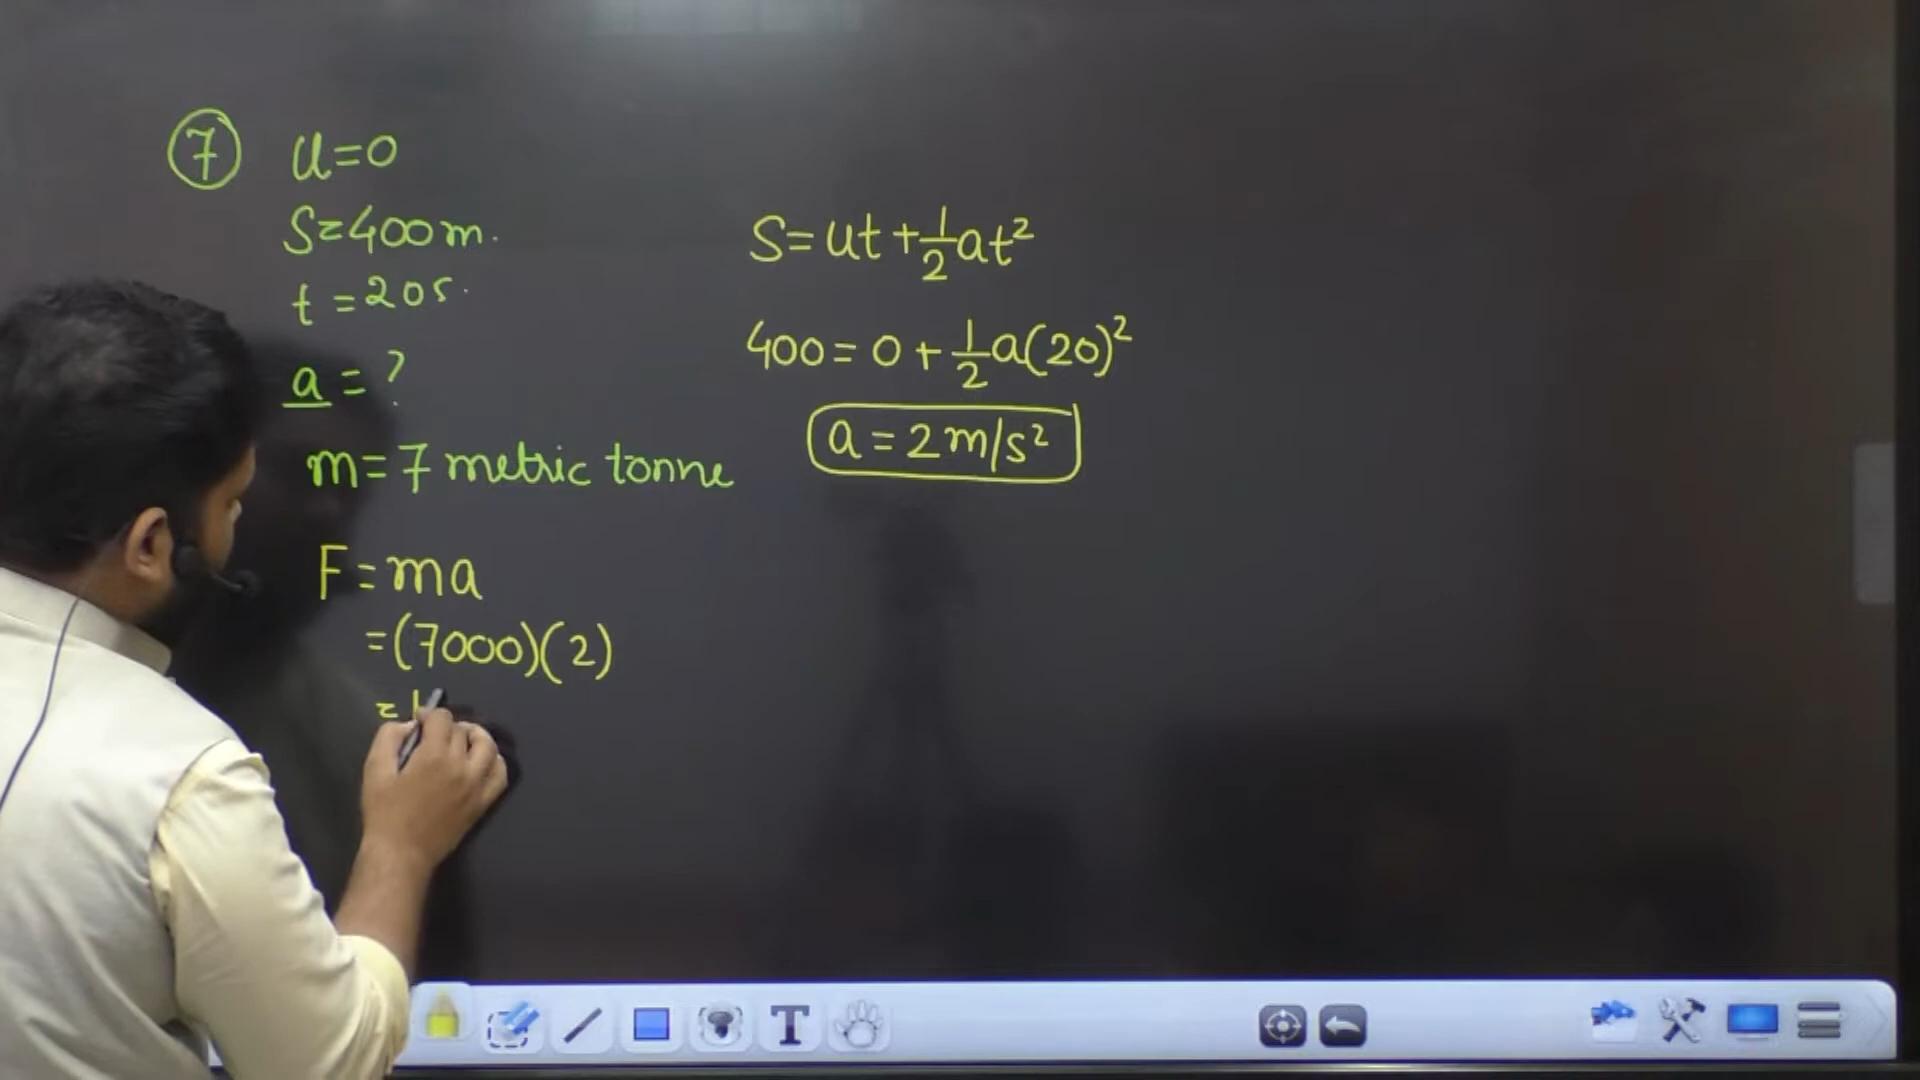 7 u=0
S=400m.
t=20s.
a=?
m=7 metric tonne
F=ma
=(7000)(2)
=1
S=ut+1/2at²
400=0+1/2a(20)²
a=2m/s²
T